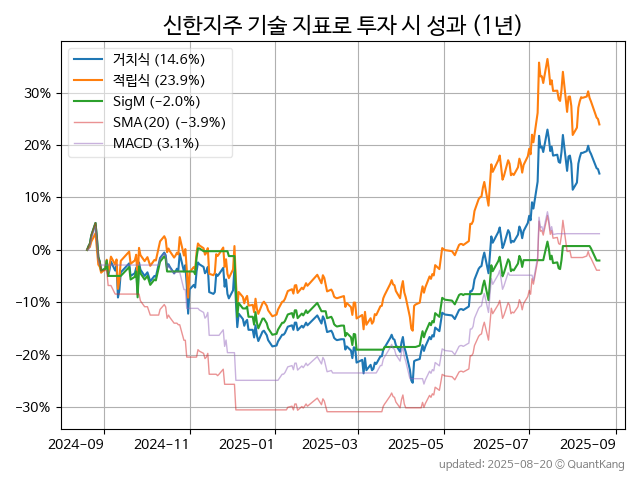 신한지주 기술 지표로 투자 시 성과 (1년)
거치식 (14.6%)
적립식 (23.9%)
SigM (−2.0%)
SMA(20) (−3.9%)
MACD (3.1%)
30%
20%
10%
0%
−10%
−20%
−30%
2024-09 2024-11 2025-01 2025-03 2025-05 2025-07 2025-09
updated: 2025-08-20 © QuantKang